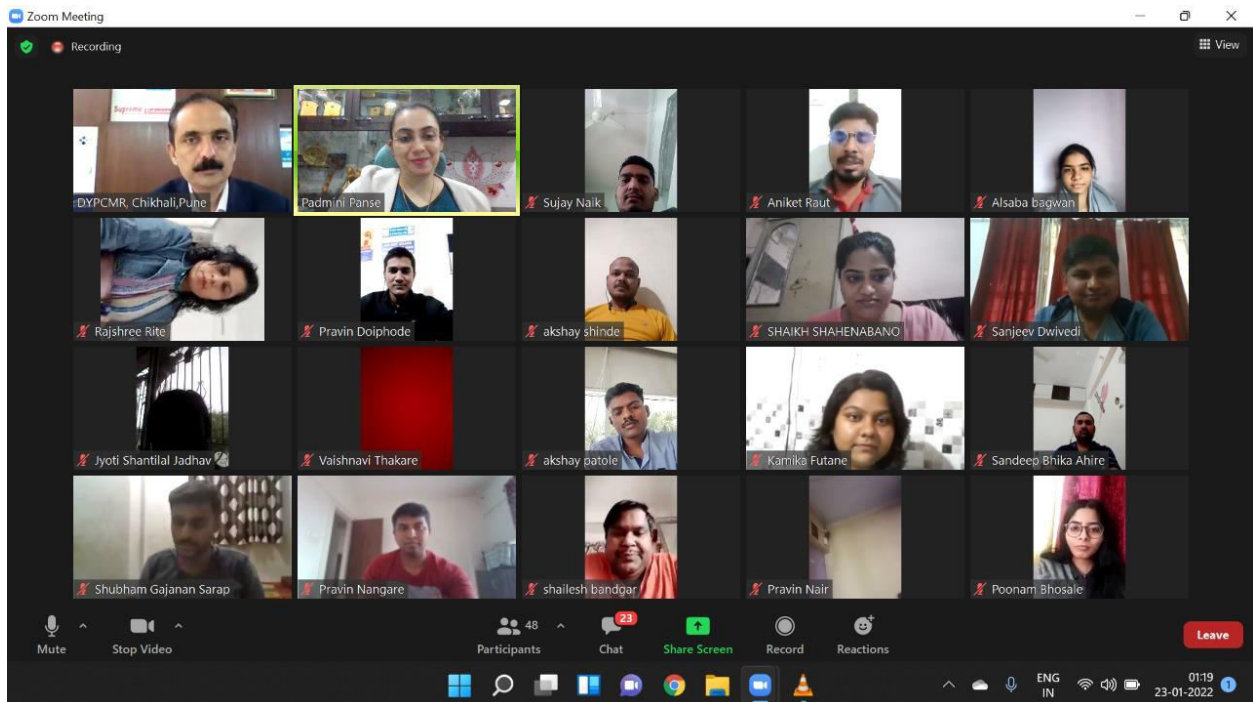 Zoom Meeting
Recording
View
DYPCMR, Chikhali,Pune
Padmini Panse
Sujay Naik
Aniket Raut
Alsaba bagwan
Rajshree Rite
Pravin Doiphode
akshay shinde
SHAIKH SHAHENABANO
Sanjeev Dwivedi
Jyoti Shantilal Jadhav
Vaishnavi Thakare
akshay patole
Kamika Futane
Sandeep Bhika Ahire
Shubham Gajanan Sarap
Pravin Nangare
shailesh bandgar
Pravin Nair
Poonam Bhosale
Mute
Stop Video
48
Participants
23
Chat
Share Screen
Record
Reactions
Leave
ENG
IN
01:19
23-01-2022
1